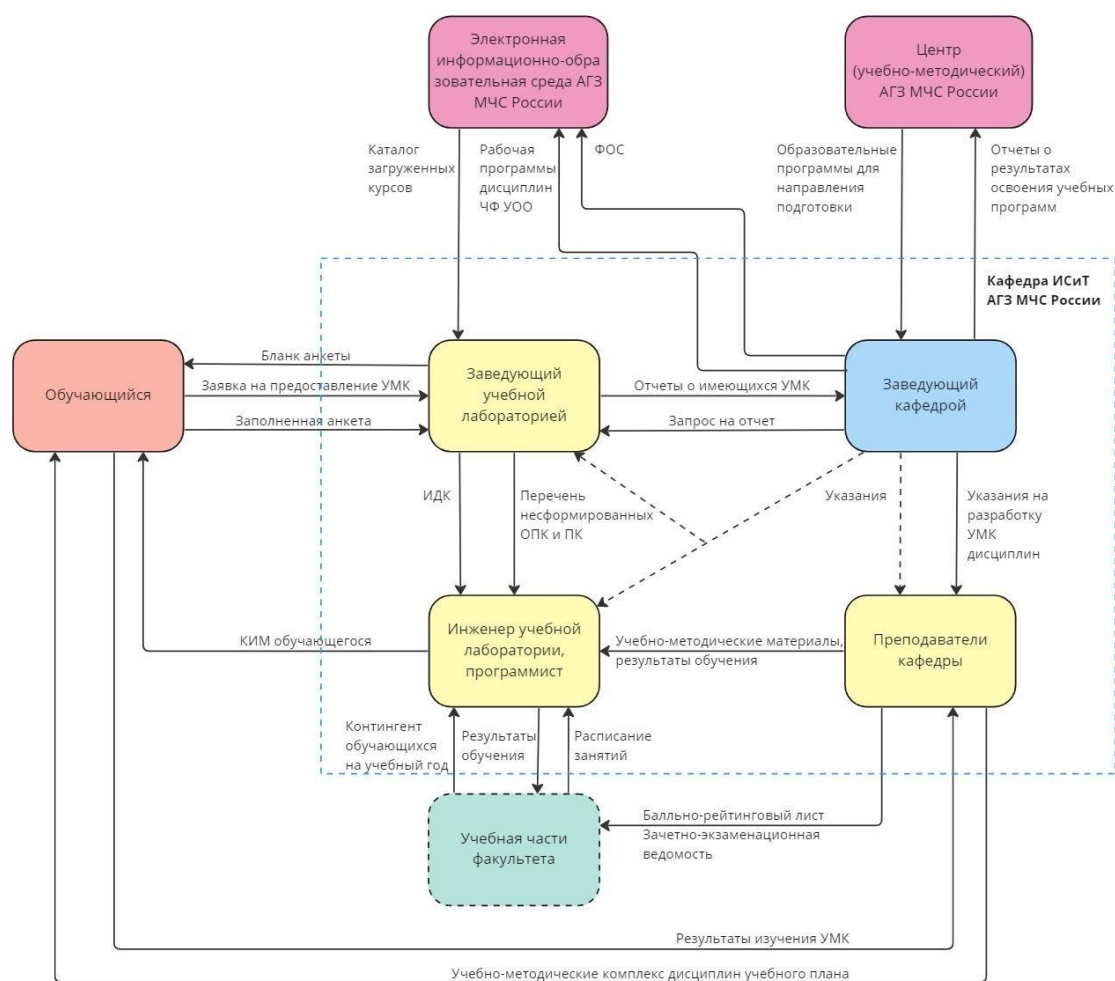 Электронная
информационно-обра
зовательная среда АГЗ
МЧС России
Центр
(учебно-методический)
АГЗ МЧС России
Каталог
загруженных
курсов
Рабочая
программы
дисциплин
ЧФ УОО
ФОС
Образовательные
программы для
направления
подготовки
Отчеты о
результатах
освоения учебных
программ
Кафедра ИСиТ
АГЗ МЧС России
Обучающийся
Бланк анкеты
Заявка на предоставление УМК
Заполненная анкета
Заведующий
учебной
лабораторией
Отчеты о имеющихся УМК
Запрос на отчет
Заведующий
кафедрой
ИДК
Перечень
несформированных
ОПК и ПК
Указания
Указания на
разработку
УМК
дисциплин
КИМ обучающегося
Инженер учебной
лаборатории,
программист
Учебно-методические материалы,
результаты обучения
Преподаватели
кафедры
Контингент
обучающихся
на учебный год
Результаты
обучения
Расписание
занятий
Учебная части
факультета
Балльно-рейтинговый лист
Зачетно-экзаменационная
ведомость
Результаты изучения УМК
Учебно-методические комплекс дисциплин учебного плана